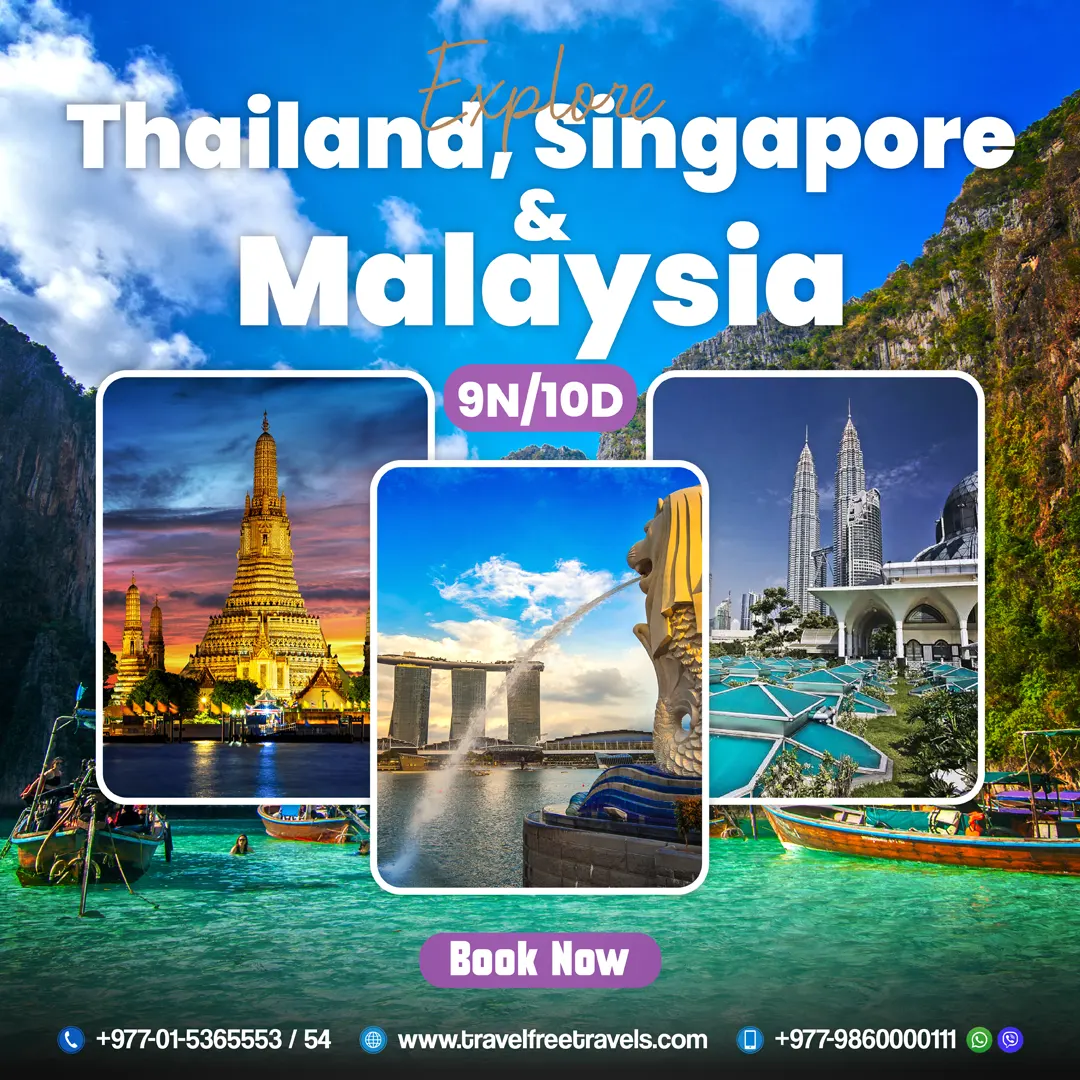 Explore
Thailand, Singapore
&
Malaysia
9N/10D
Book Now
+977-01-5365553 / 54
www.travelfreetravels.com
+977-9860000111